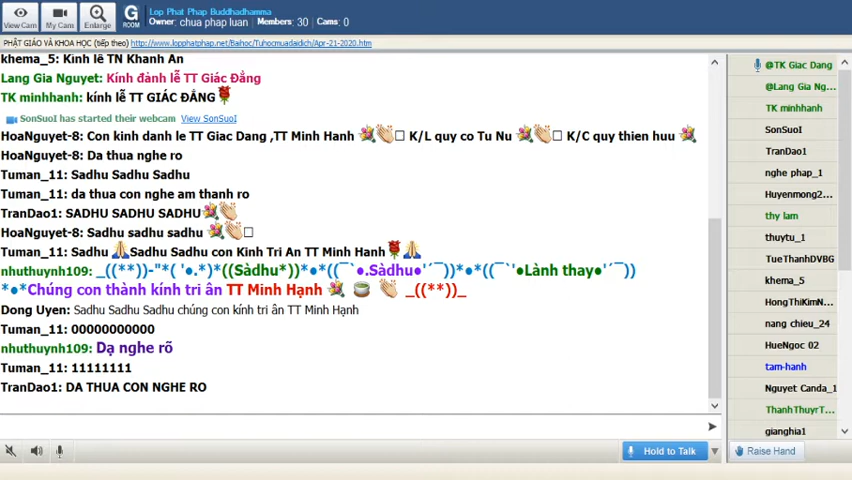 View Cam
My Cam
Enlarge
G
ROOM
Lop Phat Phap Buddhadhamma
Owner: chua phap luan Members: 30 Cams: 0
PHẬT GIÁO VÀ KHOA HỌC (tiếp theo) http://www.lopphatphap.net/Baihoc/Tuhocmuadaidich/Apr-21-2020.htm
khema_5: Kinh lễ TN Khanh An
Lang Gia Nguyet: Kính đảnh lễ TT Giác Đẳng
TK minhhanh: kính lễ TT GIÁC ĐẲNG🌹
SonSuoI has started their webcam View SonSuoI
HoaNguyet-8: Con kinh danh le TT Giac Dang ,TT Minh Hanh 💐👏□ K/L quy co Tu Nu 💐👏□ K/C quy thien huu 💐
HoaNguyet-8: Da thua nghe ro
Tuman_11: Sadhu Sadhu Sadhu
Tuman_11: da thua con nghe am thanh ro
TranDao1: SADHU SADHU SADHU💐👏
HoaNguyet-8: Sadhu sadhu sadhu 💐👏□
Tuman_11: Sadhu 🙏Sadhu Sadhu con Kinh Tri An TT Minh Hanh🌹🙏
nhuthuynh109: _((**))-"*( '●.*)*((Sàdhu*))*●*((¯`●.Sàdhu●'´¯))*●*((¯`'●Lành thay●'´¯))
*●*Chúng con thành kính tri ân TT Minh Hạnh 💐 🍵 👏 _((**))_
Dong Uyen: Sadhu Sadhu Sadhu chúng con kính tri ân TT Minh Hạnh
Tuman_11: 00000000000
nhuthuynh109: Dạ nghe rõ
Tuman_11: 11111111
TranDao1: DA THUA CON NGHE RO
Hold to Talk
Raise Hand
@TK Giac Dang
@Lang Gia Ng...
TK minhhanh
SonSuoI
TranDao1
nghe phap_1
Huyenmong2...
thy lam
thuytu_1
TueThanhDVBG
khema_5
HongThiKimN...
nang chieu_24
HueNgoc 02
tam-hanh
Nguyet Canda_1
ThanhThuyrT...
gianghia1